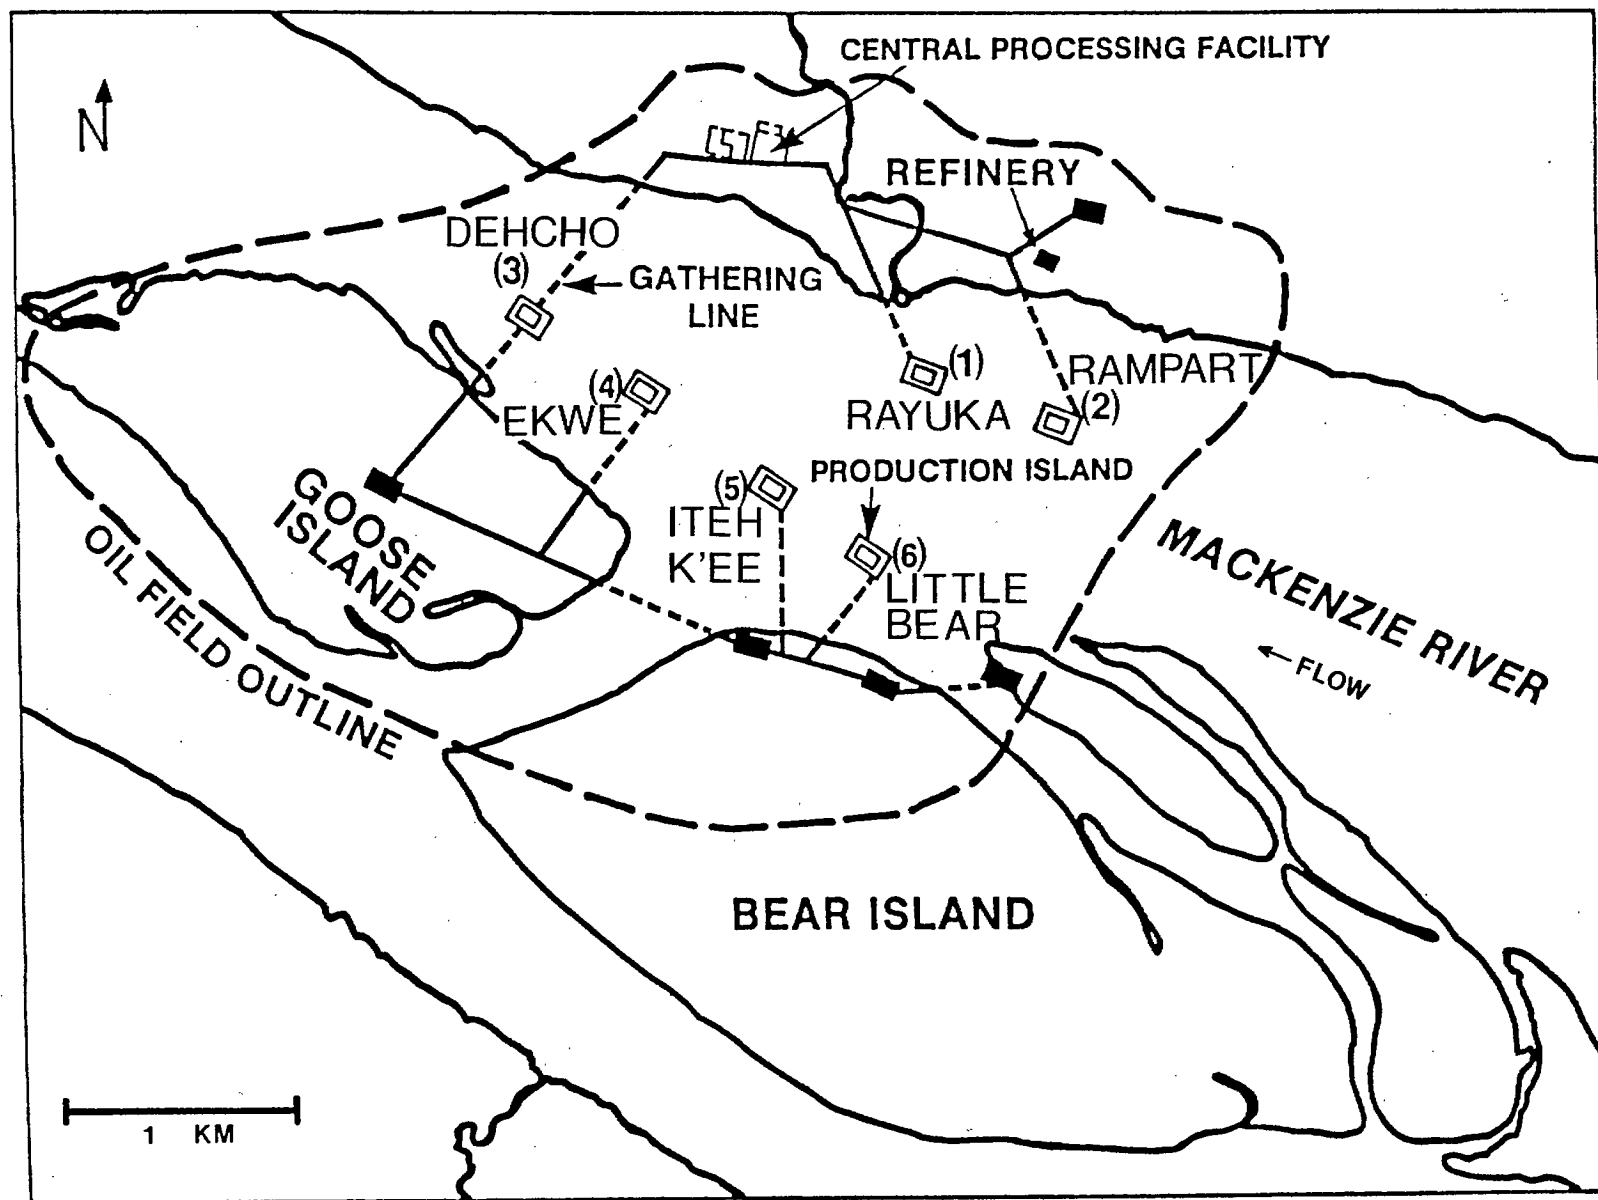 CENTRAL PROCESSING FACILITY
N
REFINERY
DEHCHO
(3)
GATHERING
LINE
(1)
RAMPART
(4)
EKWE
RAYUKA
(2)
PRODUCTION ISLAND
(5)
ITEH
K'EE
(6)
LITTLE
BEAR
GOOSE
ISLAND
OIL FIELD OUTLINE
MACKENZIE RIVER
← FLOW
BEAR ISLAND
1 KM